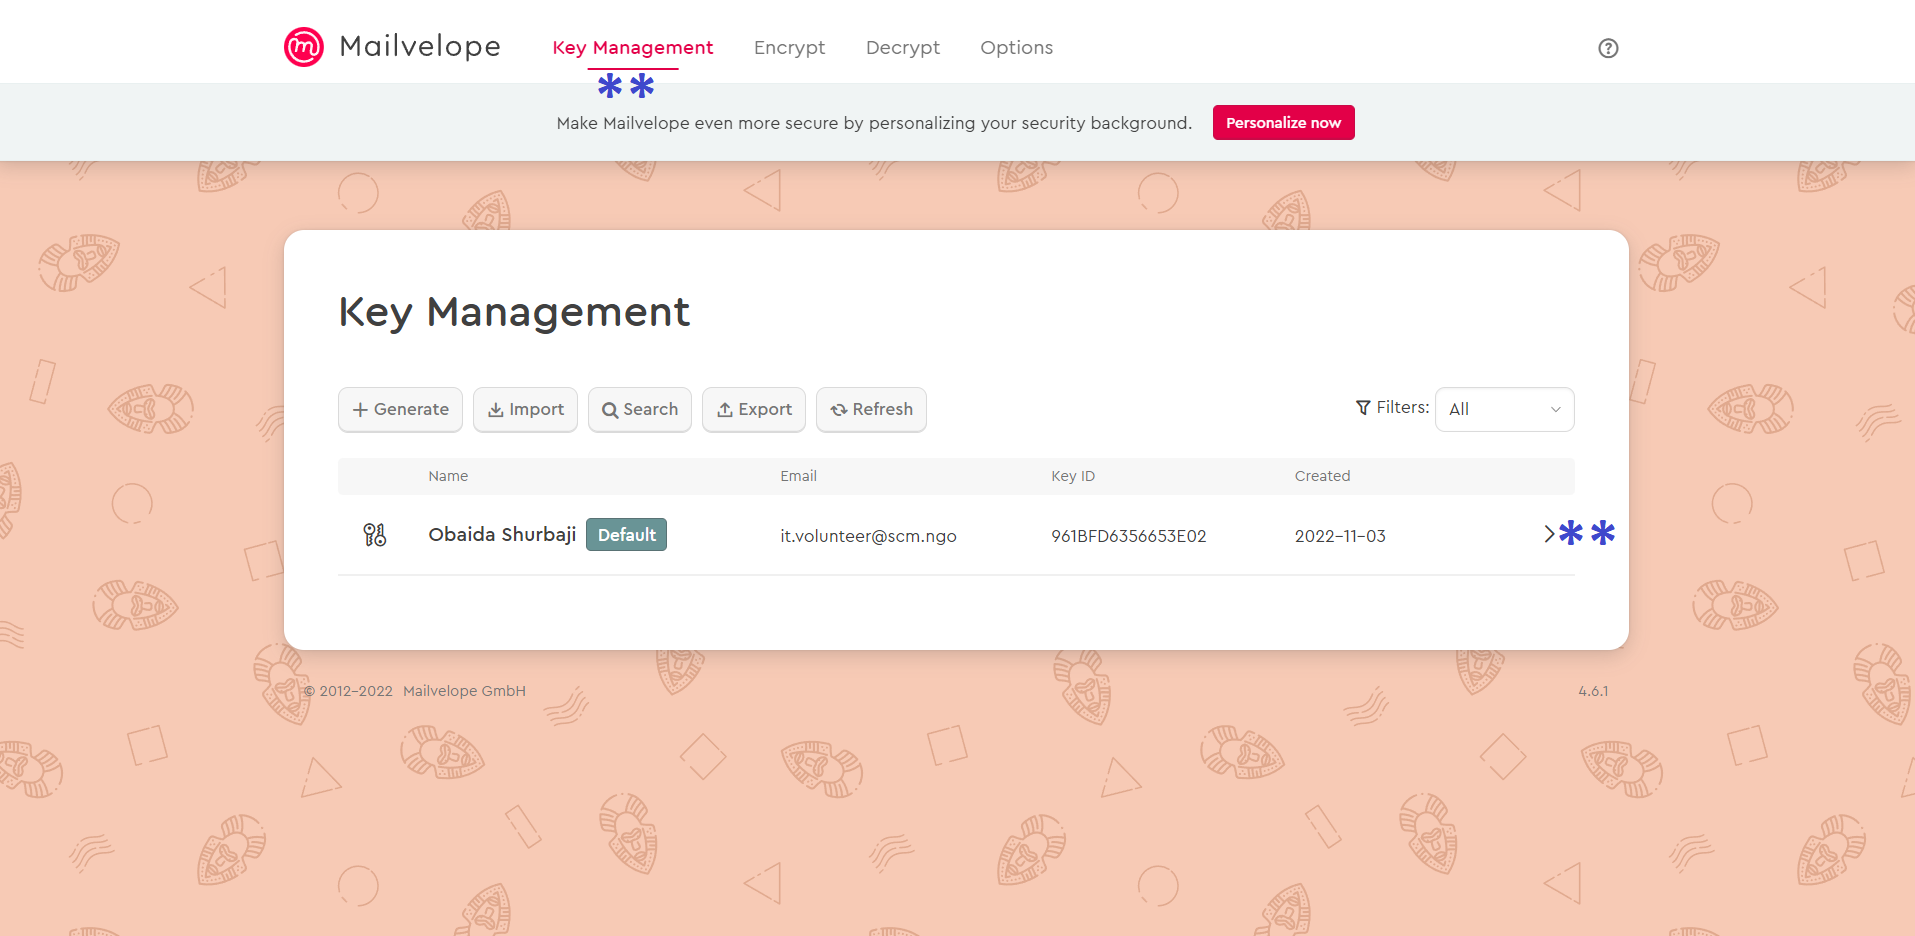 Mailvelope Key Management Encrypt Decrypt Options ?
**
Make Mailvelope even more secure by personalizing your security background. Personalize now
Key Management
Generate Import Search Export Refresh Filters: All
Name Email Key ID Created
Obaida Shurbaji Default it.volunteer@scm.ngo 961BFD6356653E02 2022-11-03 **
© 2012-2022 Mailvelope GmbH 4.6.1